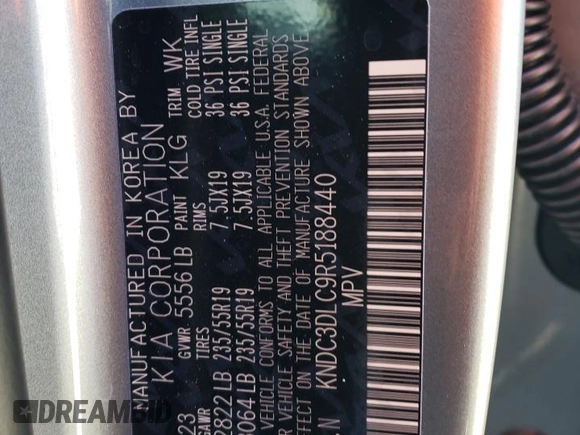 MANUFACTURED IN KOREA BY
KIA CORPORATION
23 GVWR 5556 LB PAINT KLG TRIM WK
GAWR TIRES RIMS COLD TIRE INFL
2822 LB 235/55R19 7.5JX19 36 PSI SINGLE
3064 LB 235/55R19 7.5JX19 36 PSI SINGLE
VEHICLE CONFORMS TO ALL APPLICABLE U.S.A. FEDERAL
VEHICLE SAFETY AND THEFT PREVENTION STANDARDS
EFFECT ON THE DATE OF MANUFACTURE SHOWN ABOVE.
KNDC3DLC9R5188440
MPV
DREAMBID